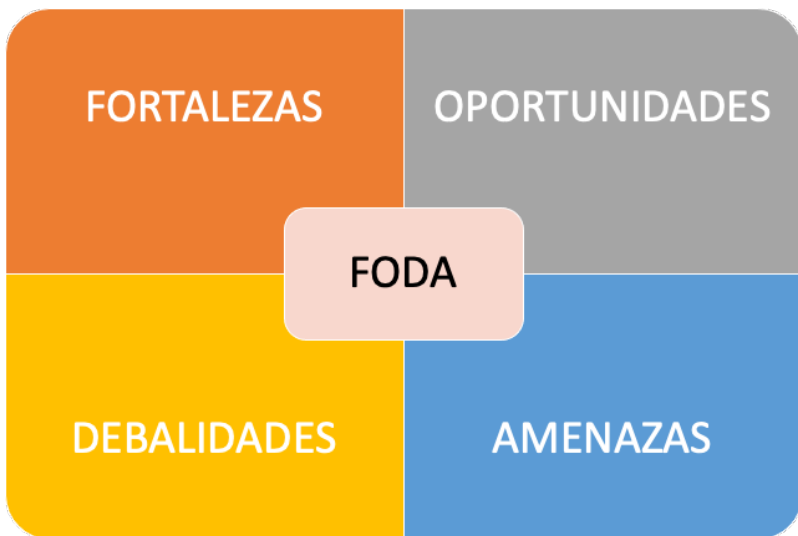 FORTALEZAS
OPORTUNIDADES
FODA
DEBALIDADES
AMENAZAS